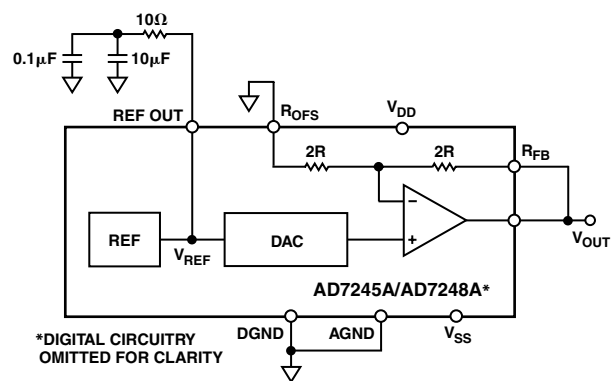 10Ω
0.1µF
10µF
REF OUT
R_OFS
V_DD
2R
2R
R_FB
REF
V_REF
DAC
−
+
V_OUT
AD7245A/AD7248A*
*DIGITAL CIRCUITRY
OMITTED FOR CLARITY
DGND
AGND
V_SS